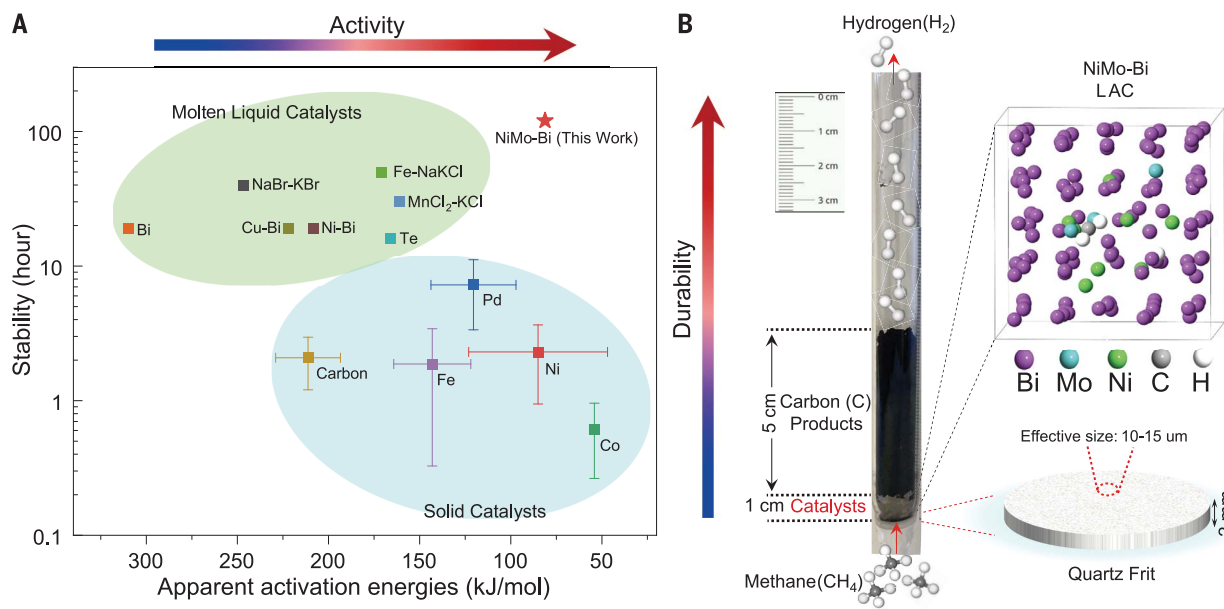 A
Activity
Stability (hour)
100
10
1
0.1
Molten Liquid Catalysts
NiMo-Bi (This Work)
NaBr-KBr
Fe-NaKCl
MnCl₂-KCl
Bi
Cu-Bi
Ni-Bi
Te
Pd
Carbon
Fe
Ni
Co
Solid Catalysts
300
250
200
150
100
50
Apparent activation energies (kJ/mol)
B
Durability
Hydrogen(H₂)
0 cm
1 cm
2 cm
3 cm
5 cm
Carbon (C)
Products
1 cm
Catalysts
Methane(CH₄)
NiMo-Bi
LAC
Bi
Mo
Ni
C
H
Effective size: 10-15 um
Quartz Frit